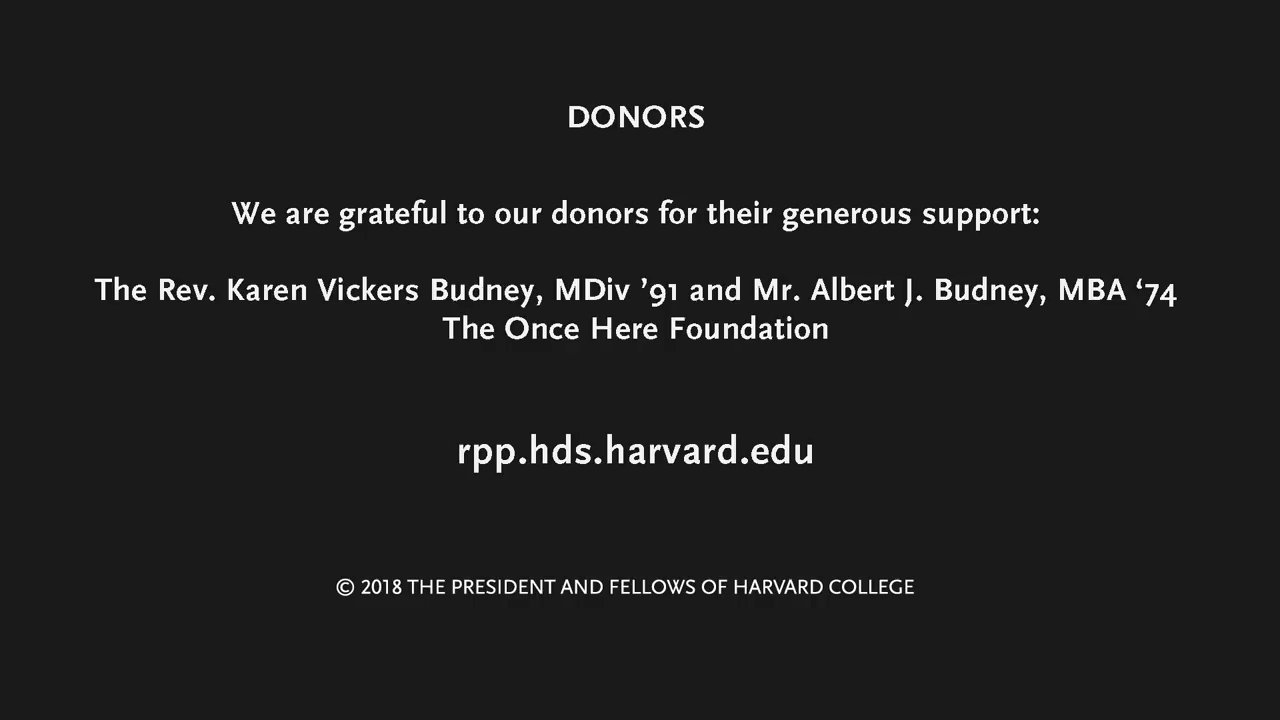 DONORS
We are grateful to our donors for their generous support:
The Rev. Karen Vickers Budney, MDiv ’91 and Mr. Albert J. Budney, MBA ‘74
The Once Here Foundation
rpp.hds.harvard.edu
© 2018 THE PRESIDENT AND FELLOWS OF HARVARD COLLEGE